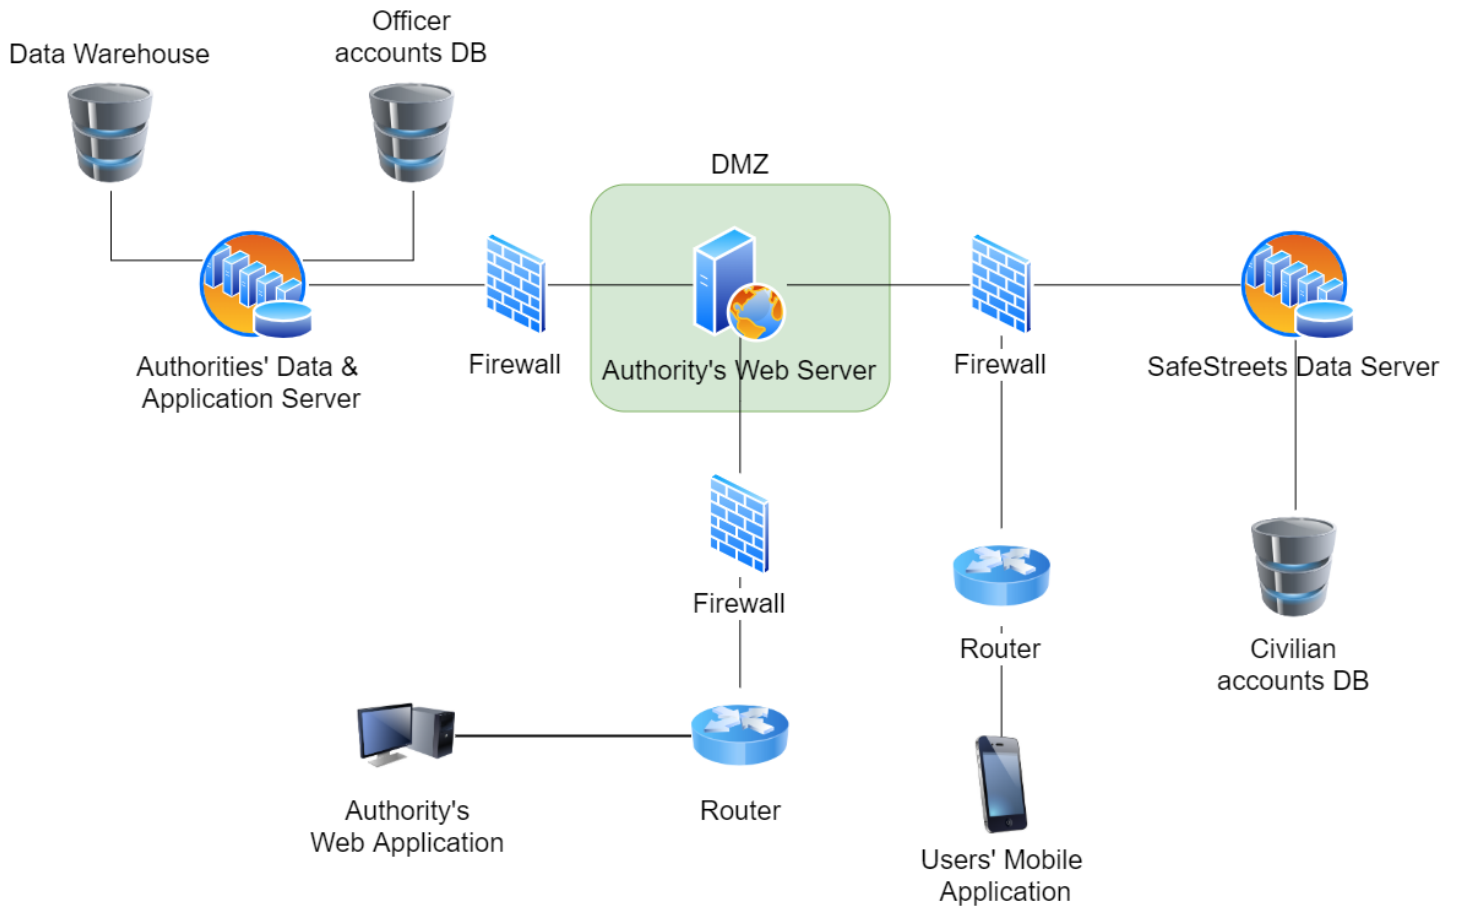 Officer
accounts DB
Data Warehouse
DMZ
Authorities' Data &
Application Server
Firewall
Authority's Web Server
Firewall
SafeStreets Data Server
Firewall
Router
Civilian
accounts DB
Authority's
Web Application
Router
Users' Mobile
Application